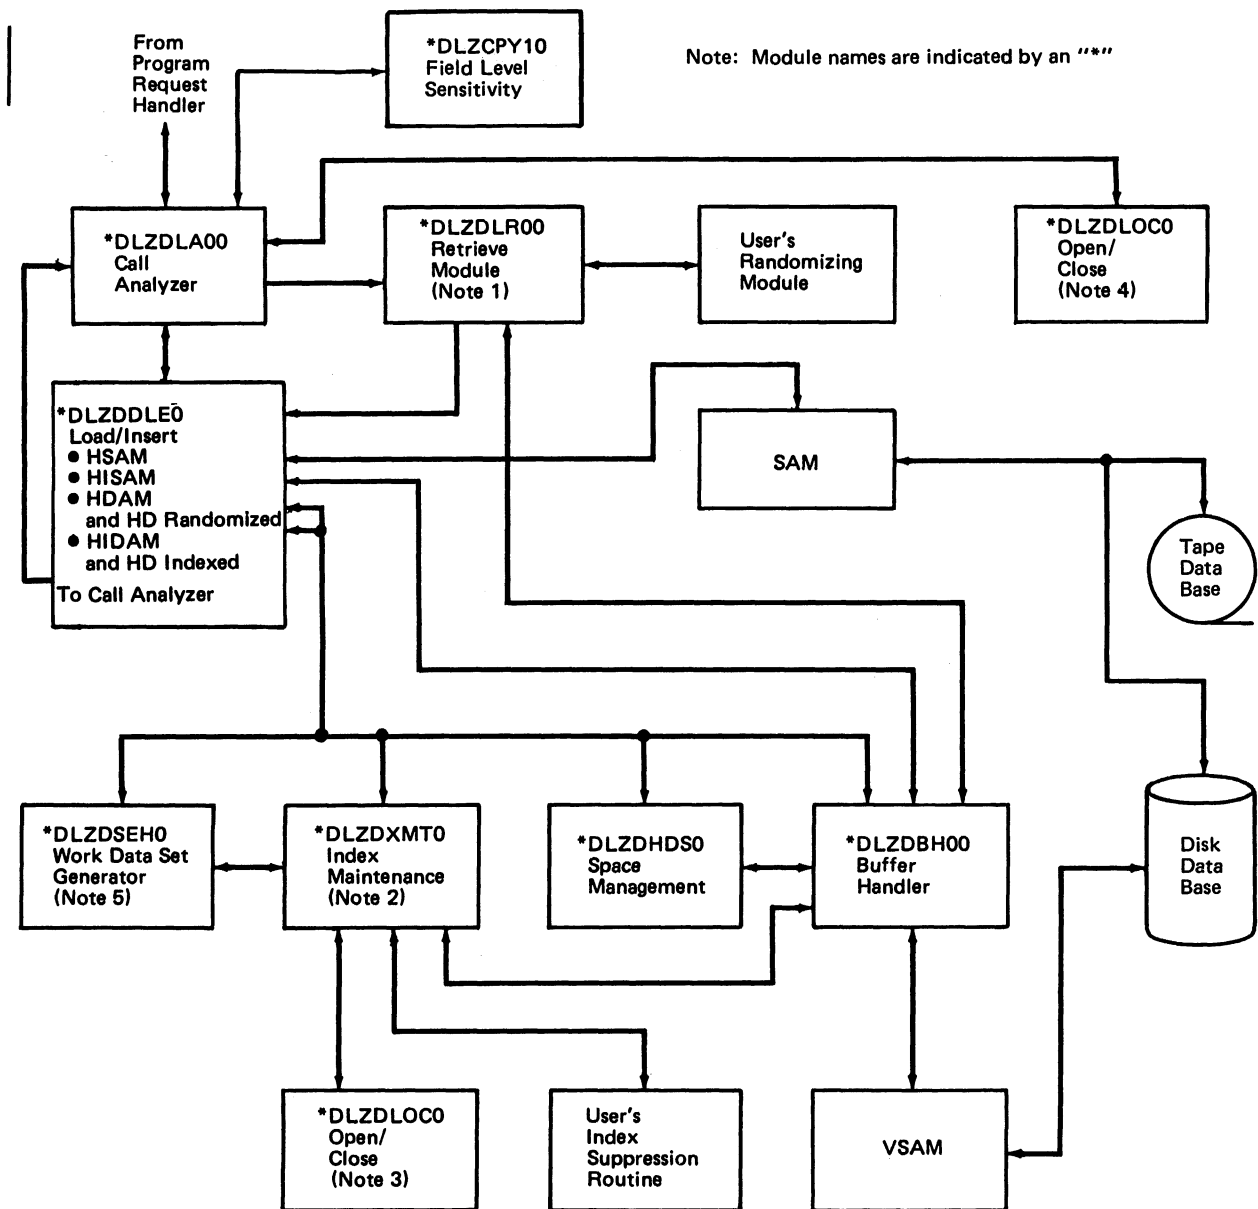 From
Program
Request
Handler
*DLZCPY10
Field Level
Sensitivity
Note: Module names are indicated by an "*"
*DLZDLA00
Call
Analyzer
*DLZDLR00
Retrieve
Module
(Note 1)
User's
Randomizing
Module
*DLZDLOC0
Open/
Close
(Note 4)
*DLZDDLE0
Load/Insert
● HSAM
● HISAM
● HDAM
and HD Randomized
● HIDAM
and HD Indexed
To Call Analyzer
SAM
Tape
Data
Base
*DLZDSEH0
Work Data Set
Generator
(Note 5)
*DLZDXMT0
Index
Maintenance
(Note 2)
*DLZDHDS0
Space
Management
*DLZDBH00
Buffer
Handler
Disk
Data
Base
*DLZDLOC0
Open/
Close
(Note 3)
User's
Index
Suppression
Routine
VSAM